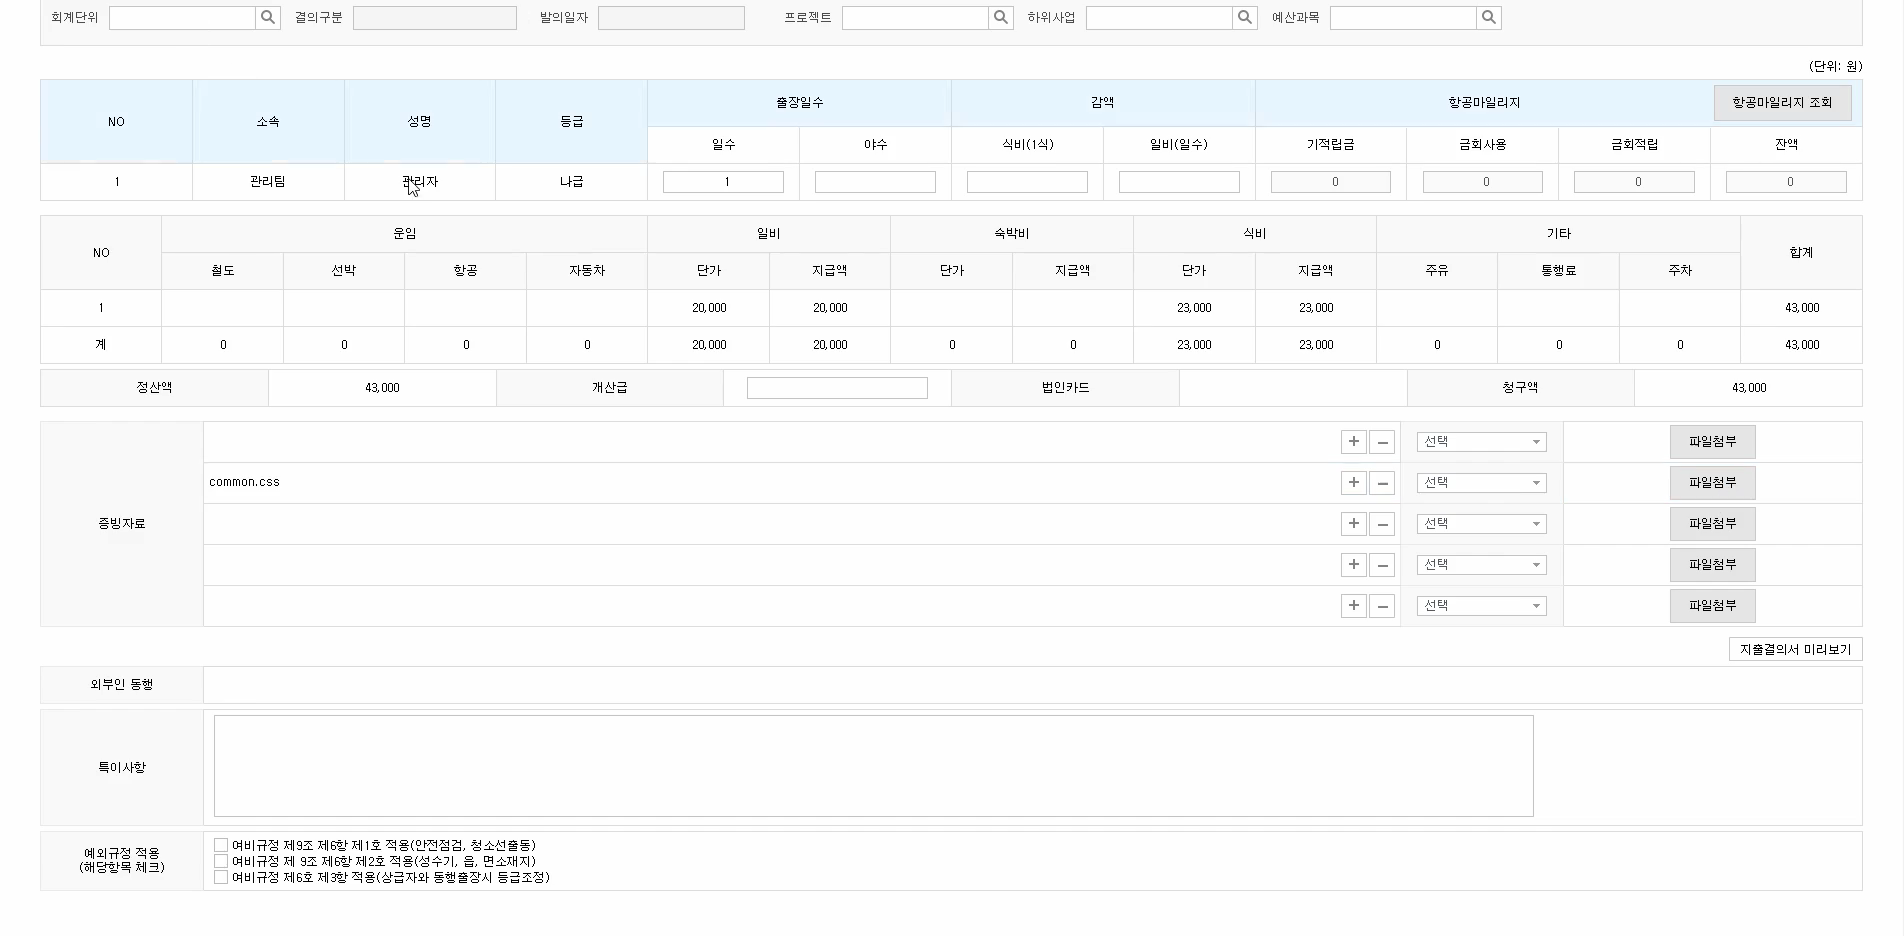 회계단위 결의구분 발의일자 프로젝트 하위사업 예산과목
(단위: 원)
NO 소속 성명 등급 출장일수 감액 항공마일리지 항공마일리지 조회
일수 야수 식비(1식) 일비(일수) 기적립금 금회사용 금회적립 잔액
1 관리팀 관리자 나급 1 0 0 0 0
NO 운임 일비 숙박비 식비 기타 합계
철도 선박 항공 자동차 단가 지급액 단가 지급액 단가 지급액 주유 통행료 주차
1 20,000 20,000 23,000 23,000 43,000
계 0 0 0 0 20,000 20,000 0 0 23,000 23,000 0 0 0 43,000
정산액 43,000 개산급 법인카드 청구액 43,000
증빙자료
+ - 선택 파일첨부
common.css + - 선택 파일첨부
+ - 선택 파일첨부
+ - 선택 파일첨부
+ - 선택 파일첨부
지출결의서 미리보기
외부인 동행
특이사항
예외규정 적용
(해당항목 체크)
여비규정 제9조 제6항 제1호 적용(안전점검, 청소선출동)
여비규정 제 9조 제6항 제2호 적용(성수기, 읍, 면소재지)
여비규정 제6호 제3항 적용(상급자와 동행출장시 등급조정)